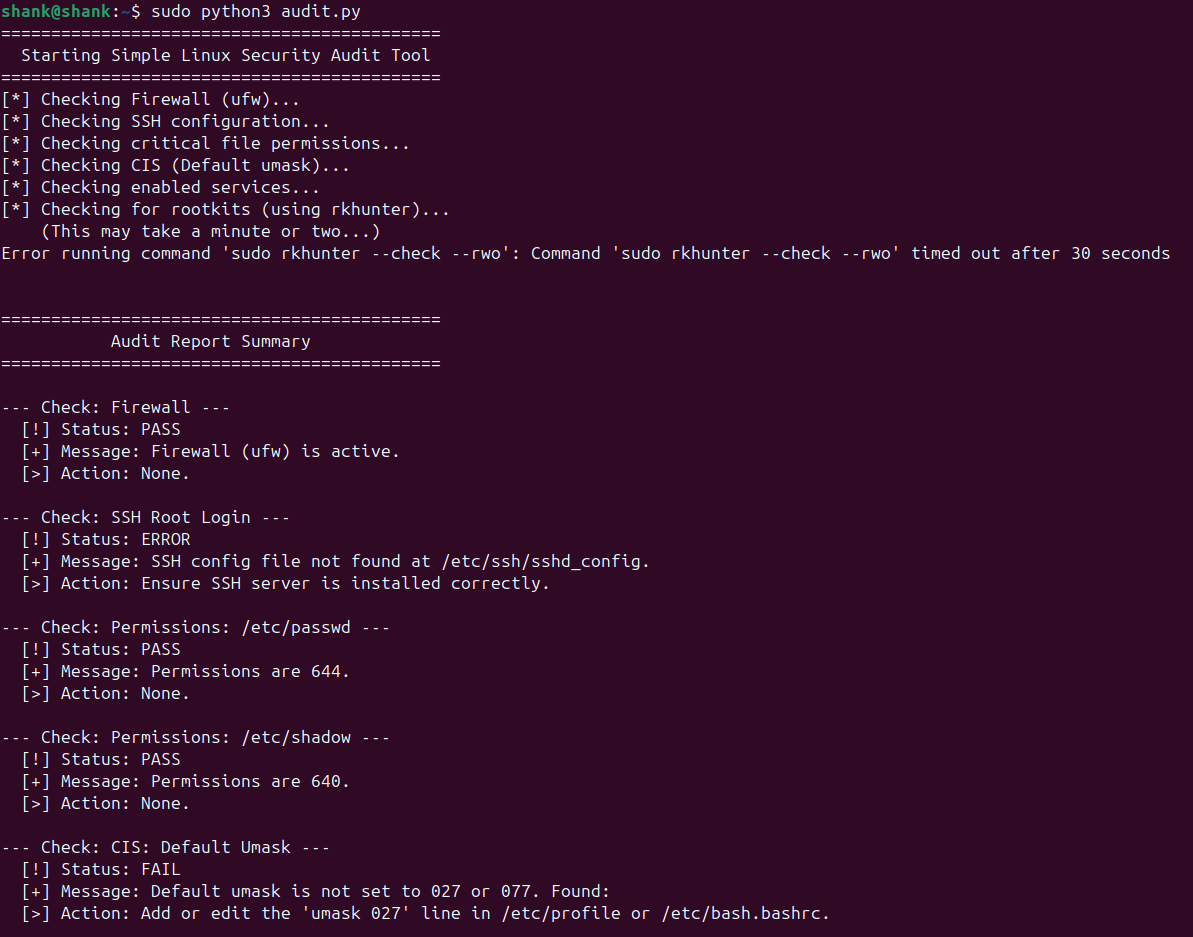 shank@shank:~$ sudo python3 audit.py
============================================
  Starting Simple Linux Security Audit Tool
============================================
[*] Checking Firewall (ufw)...
[*] Checking SSH configuration...
[*] Checking critical file permissions...
[*] Checking CIS (Default umask)...
[*] Checking enabled services...
[*] Checking for rootkits (using rkhunter)...
    (This may take a minute or two...)
Error running command 'sudo rkhunter --check --rwo': Command 'sudo rkhunter --check --rwo' timed out after 30 seconds
============================================
           Audit Report Summary
============================================
--- Check: Firewall ---
  [!] Status: PASS
  [+] Message: Firewall (ufw) is active.
  [>] Action: None.
--- Check: SSH Root Login ---
  [!] Status: ERROR
  [+] Message: SSH config file not found at /etc/ssh/sshd_config.
  [>] Action: Ensure SSH server is installed correctly.
--- Check: Permissions: /etc/passwd ---
  [!] Status: PASS
  [+] Message: Permissions are 644.
  [>] Action: None.
--- Check: Permissions: /etc/shadow ---
  [!] Status: PASS
  [+] Message: Permissions are 640.
  [>] Action: None.
--- Check: CIS: Default Umask ---
  [!] Status: FAIL
  [+] Message: Default umask is not set to 027 or 077. Found:
  [>] Action: Add or edit the 'umask 027' line in /etc/profile or /etc/bash.bashrc.